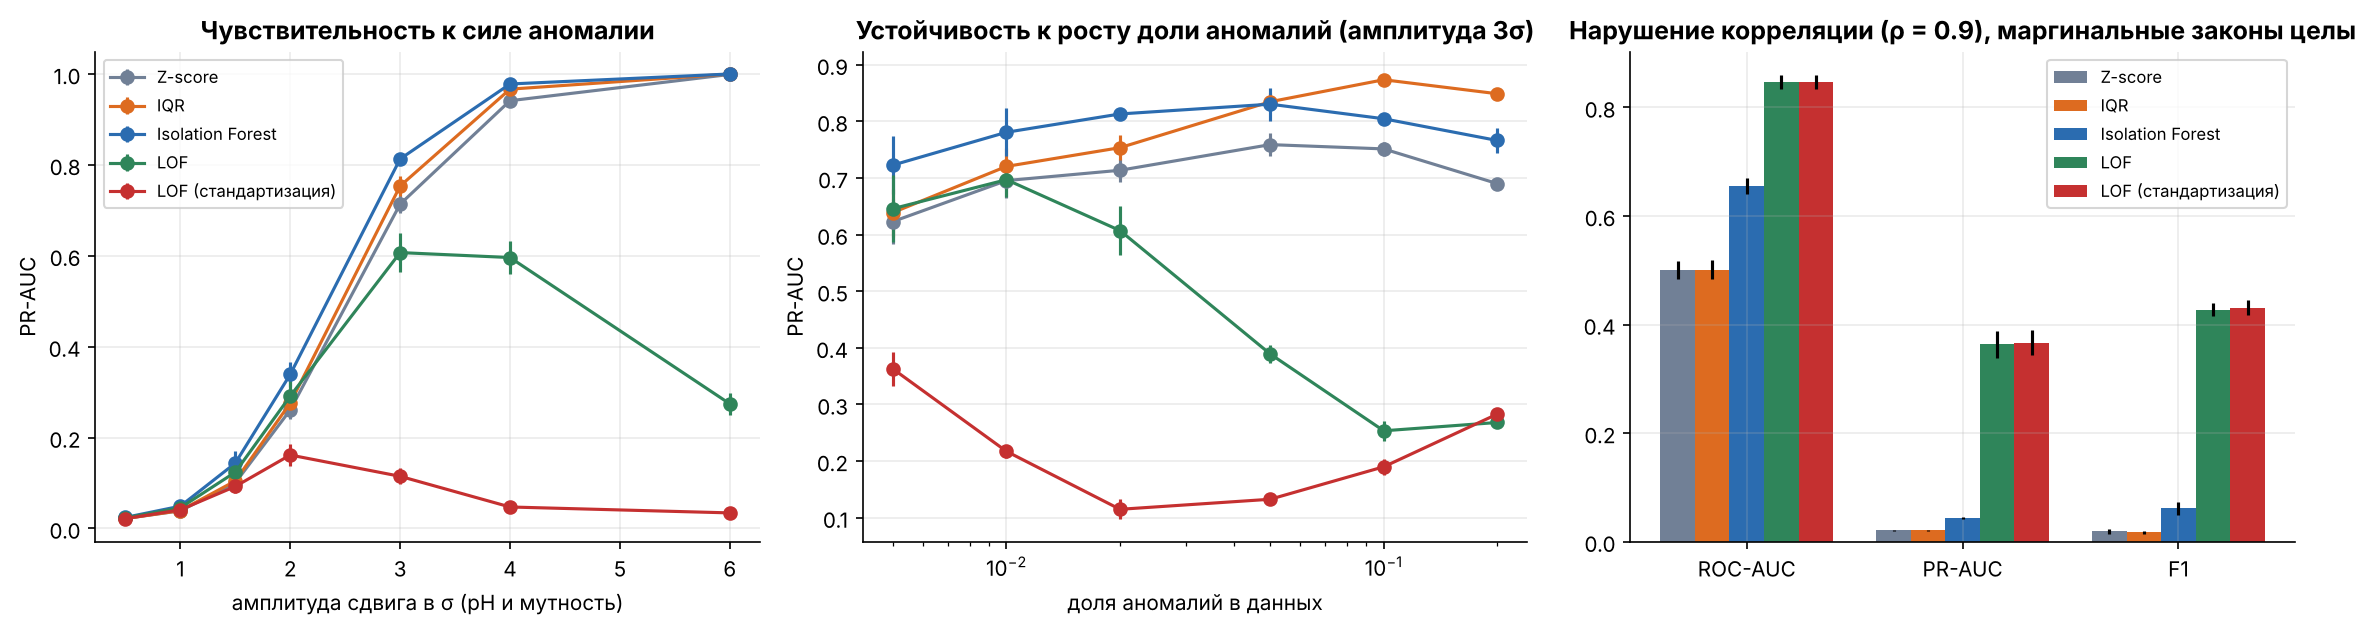 Чувствительность к силе аномалии
PR-AUC
1.0
0.8
0.6
0.4
0.2
0.0
Z-score
IQR
Isolation Forest
LOF
LOF (стандартизация)
1 2 3 4 5 6
амплитуда сдвига в σ (pH и мутность)
Устойчивость к росту доли аномалий (амплитуда 3σ)
PR-AUC
0.9
0.8
0.7
0.6
0.5
0.4
0.3
0.2
0.1
10⁻² 10⁻¹
доля аномалий в данных
Нарушение корреляции (ρ = 0.9), маргинальные законы целы
0.8
0.6
0.4
0.2
0.0
Z-score
IQR
Isolation Forest
LOF
LOF (стандартизация)
ROC-AUC PR-AUC F1